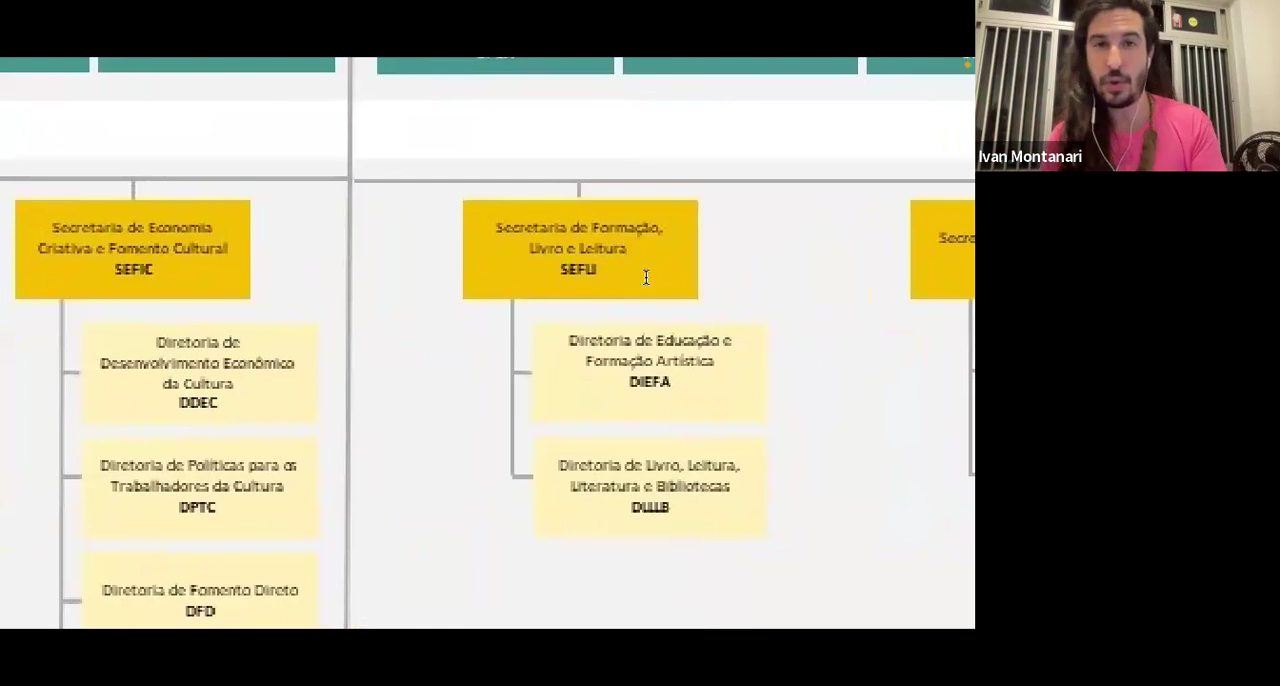 Secretaria de Economia
Criativa e Fomento Cultural
SEFIC
Diretoria de
Desenvolvimento Econômico
da Cultura
DDEC
Diretoria de Políticas para os
Trabalhadores da Cultura
DPTC
Diretoria de Fomento Direto
DFD
Secretaria de Formação,
Livro e Leitura
SEFLI
Diretoria de Educação e
Formação Artística
DIEFA
Diretoria de Livro, Leitura,
Literatura e Bibliotecas
DLLLB
Secre
Ivan Montanari